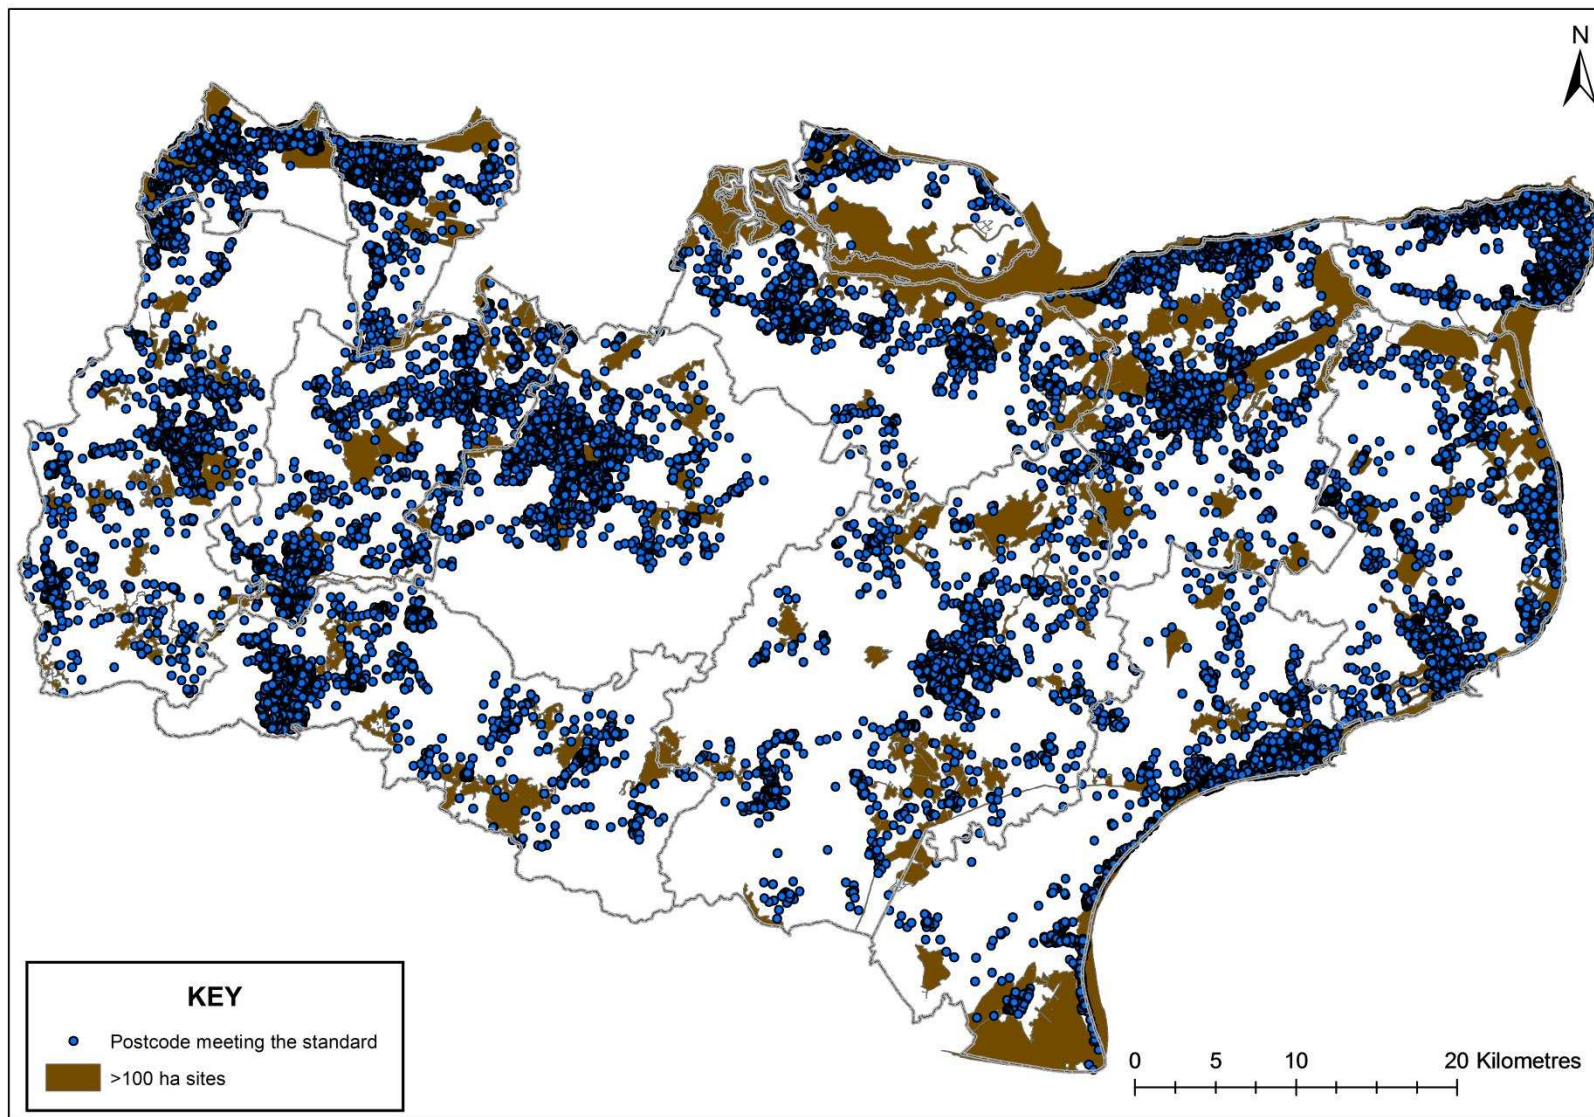 N
KEY
Postcode meeting the standard
>100 ha sites
0 5 10 20 Kilometres